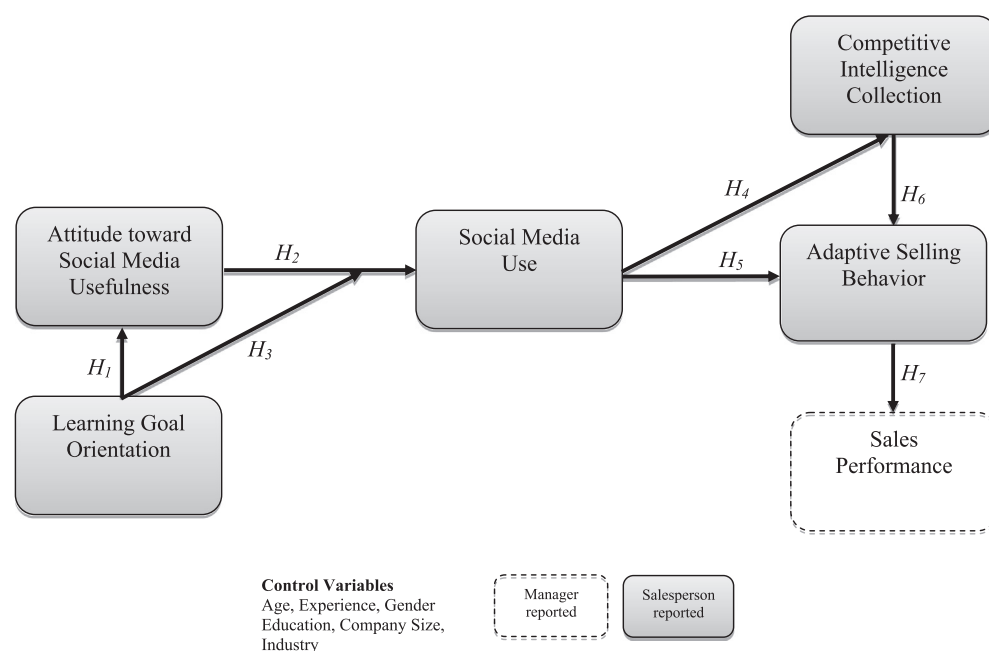 Competitive
Intelligence
Collection
H4
H6
Attitude toward
Social Media
Usefulness
H2
Social Media
Use
H5
Adaptive Selling
Behavior
H1
H3
H7
Learning Goal
Orientation
Sales
Performance
Control Variables
Age, Experience, Gender
Education, Company Size,
Industry
Manager
reported
Salesperson
reported